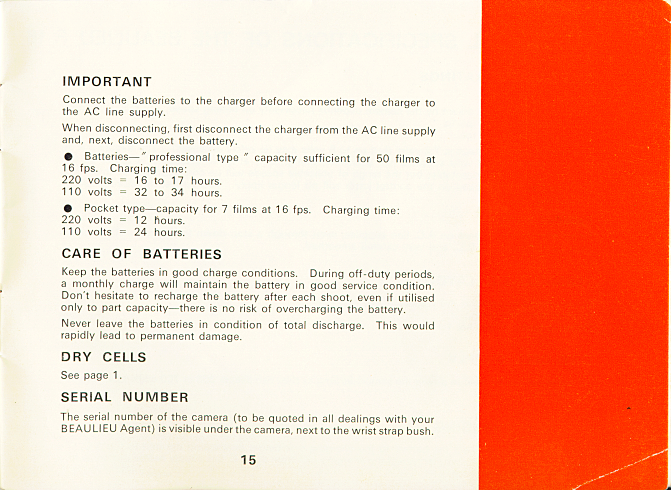 IMPORTANT
Connect the batteries to the charger before connecting the charger to
the AC line supply.
When disconnecting, first disconnect the charger from the AC line supply
and, next, disconnect the battery.
● Batteries—"professional type" capacity sufficient for 50 films at
16 fps. Charging time:
220 volts = 16 to 17 hours.
110 volts = 32 to 34 hours.
● Pocket type—capacity for 7 films at 16 fps. Charging time:
220 volts = 12 hours.
110 volts = 24 hours.
CARE OF BATTERIES
Keep the batteries in good charge conditions. During off-duty periods,
a monthly charge will maintain the battery in good service condition.
Don't hesitate to recharge the battery after each shoot, even if utilised
only to part capacity—there is no risk of overcharging the battery.
Never leave the batteries in condition of total discharge. This would
rapidly lead to permanent damage.
DRY CELLS
See page 1.
SERIAL NUMBER
The serial number of the camera (to be quoted in all dealings with your
BEAULIEU Agent) is visible under the camera, next to the wrist strap bush.
15